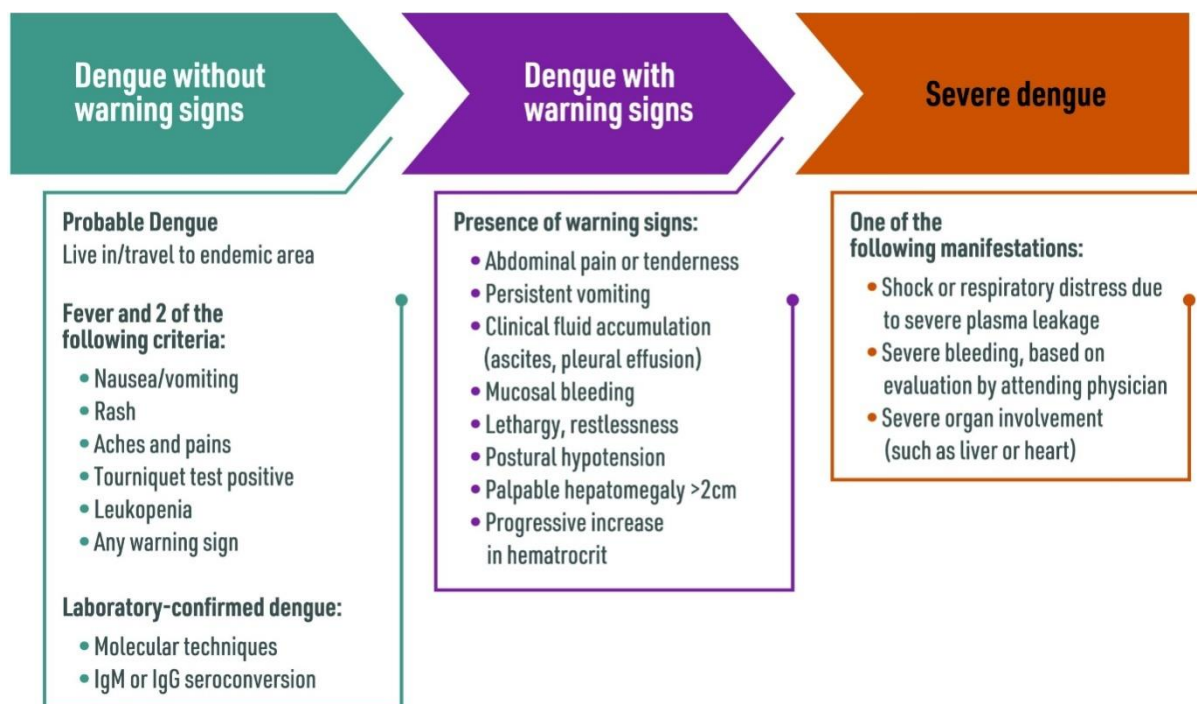 Dengue without
warning signs
Probable Dengue
Live in/travel to endemic area
Fever and 2 of the
following criteria:
• Nausea/vomiting
• Rash
• Aches and pains
• Tourniquet test positive
• Leukopenia
• Any warning sign
Laboratory-confirmed dengue:
• Molecular techniques
• IgM or IgG seroconversion
Dengue with
warning signs
Presence of warning signs:
• Abdominal pain or tenderness
• Persistent vomiting
• Clinical fluid accumulation
(ascites, pleural effusion)
• Mucosal bleeding
• Lethargy, restlessness
• Postural hypotension
• Palpable hepatomegaly >2cm
• Progressive increase
in hematrocrit
Severe dengue
One of the
following manifestations:
• Shock or respiratory distress due
to severe plasma leakage
• Severe bleeding, based on
evaluation by attending physician
• Severe organ involvement
(such as liver or heart)